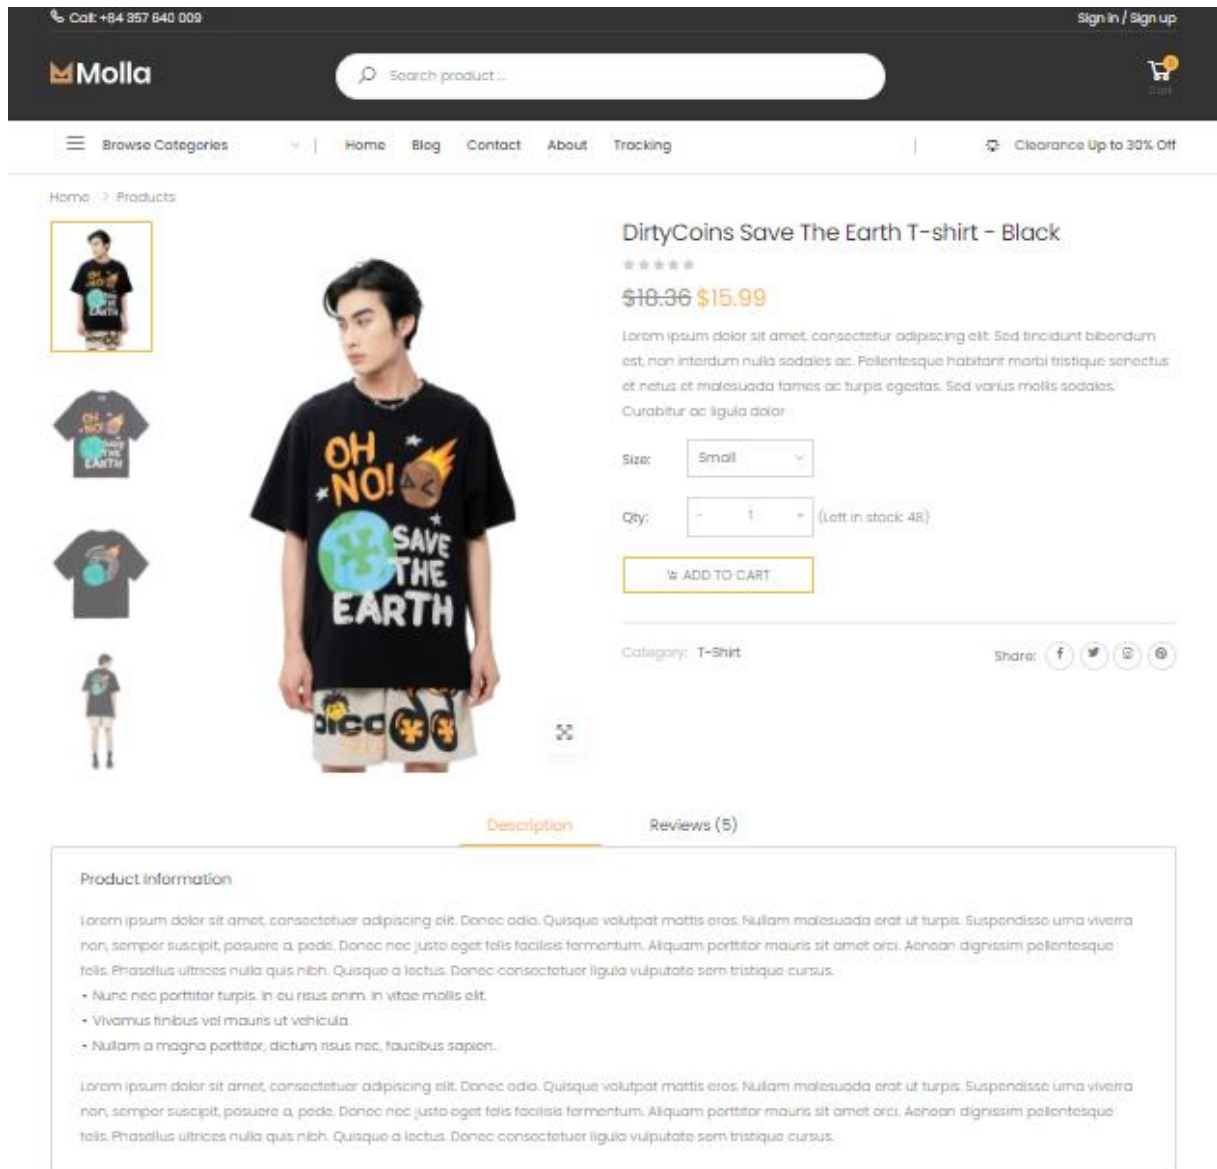 Call: +84 357 640 009
Sign in / Sign up
Molla
Search product ...
0
Cart
Browse Categories
Home Blog Contact About Tracking
Clearance Up to 30% Off
Home > Products
DirtyCoins Save The Earth T-shirt - Black
$18.36 $15.99
Lorem ipsum dolor sit amet, consectetur adipiscing elit. Sed tincidunt bibendum
est, non interdum nulla sodales ac. Pellentesque habitant morbi tristique senectus
et netus et malesuada fames ac turpis egestas. Sed varius mollis sodales.
Curabitur ac ligula dolor
Size: Small
Qty: - 1 + (Left in stock: 48)
ADD TO CART
Category: T-Shirt
Share:
OH
NO!
SAVE
THE
EARTH
Description
Reviews (5)
Product Information
Lorem ipsum dolor sit amet, consectetuer adipiscing elit. Donec odio. Quisque volutpat mattis eros. Nullam malesuada erat ut turpis. Suspendisse urna viverra
non, semper suscipit, posuere a, pede. Donec nec justo eget felis facilisis fermentum. Aliquam porttitor mauris sit amet orci. Aenean dignissim pellentesque
felis. Phasellus ultrices nulla quis nibh. Quisque a lectus. Donec consectetuer ligula vulputate sem tristique cursus.
• Nunc nec porttitor turpis. In eu risus enim. In vitae mollis elit.
• Vivamus finibus vel mauris ut vehicula.
• Nullam a magna porttitor, dictum risus nec, faucibus sapien.
Lorem ipsum dolor sit amet, consectetuer adipiscing elit. Donec odio. Quisque volutpat mattis eros. Nullam malesuada erat ut turpis. Suspendisse urna viverra
non, semper suscipit, posuere a, pede. Donec nec justo eget felis facilisis fermentum. Aliquam porttitor mauris sit amet orci. Aenean dignissim pellentesque
felis. Phasellus ultrices nulla quis nibh. Quisque a lectus. Donec consectetuer ligula vulputate sem tristique cursus.